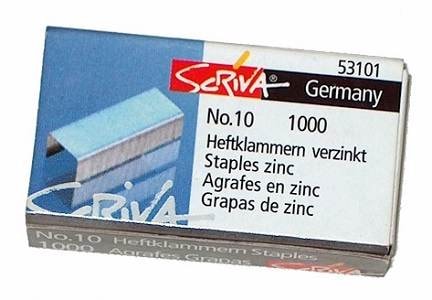 53101
SCRIVA®
Germany
No.10 1000
Heftklammern verzinkt
Staples zinc
Agrafes en zinc
Grapas de zinc
SCRIVA
No.10 Heftklammern Staples
1000 Agrafes Grapas